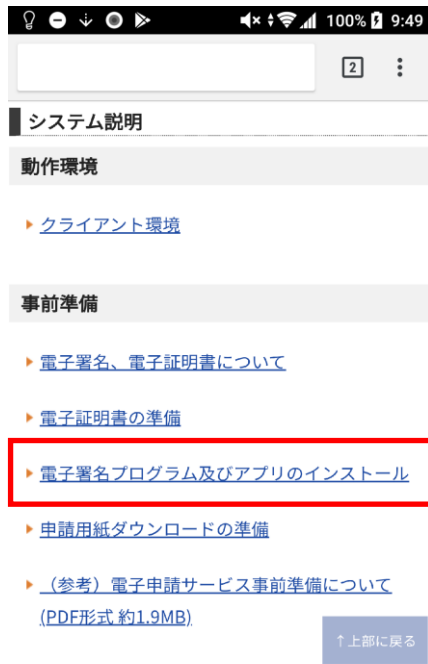 100% 9:49
2
システム説明
動作環境
クライアント環境
事前準備
電子署名、電子証明書について
電子証明書の準備
電子署名プログラム及びアプリのインストール
申請用紙ダウンロードの準備
（参考）電子申請サービス事前準備について
(PDF形式 約1.9MB)
↑上部に戻る